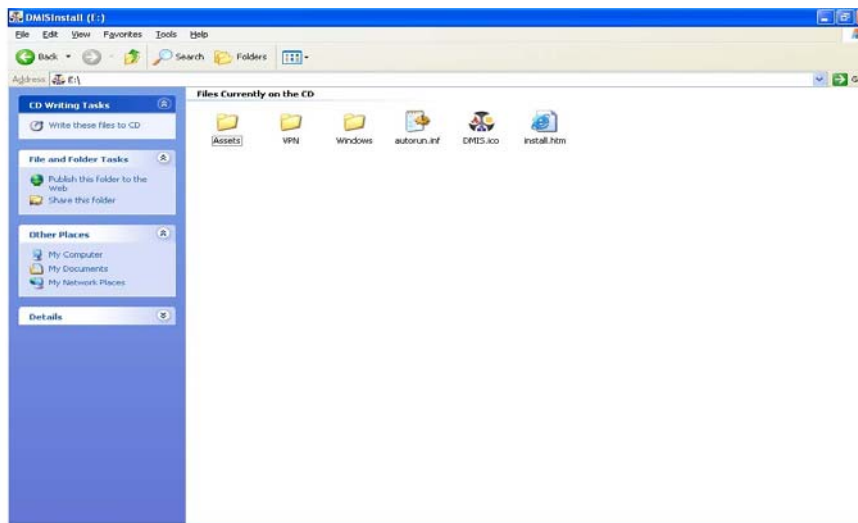 DMISInstall (E:)
File Edit View Favorites Tools Help
Back Search Folders
Address E:\ G
CD Writing Tasks
Write these files to CD
File and Folder Tasks
Publish this folder to the
Web
Share this folder
Other Places
My Computer
My Documents
My Network Places
Details
Files Currently on the CD
Assets VPN Windows autorun.inf DMIS.ico install.htm